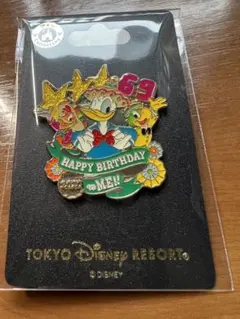 69
HAPPY BIRTHDAY
TO ME!!
TOKYO DISNEY RESORT®
© DISNEY